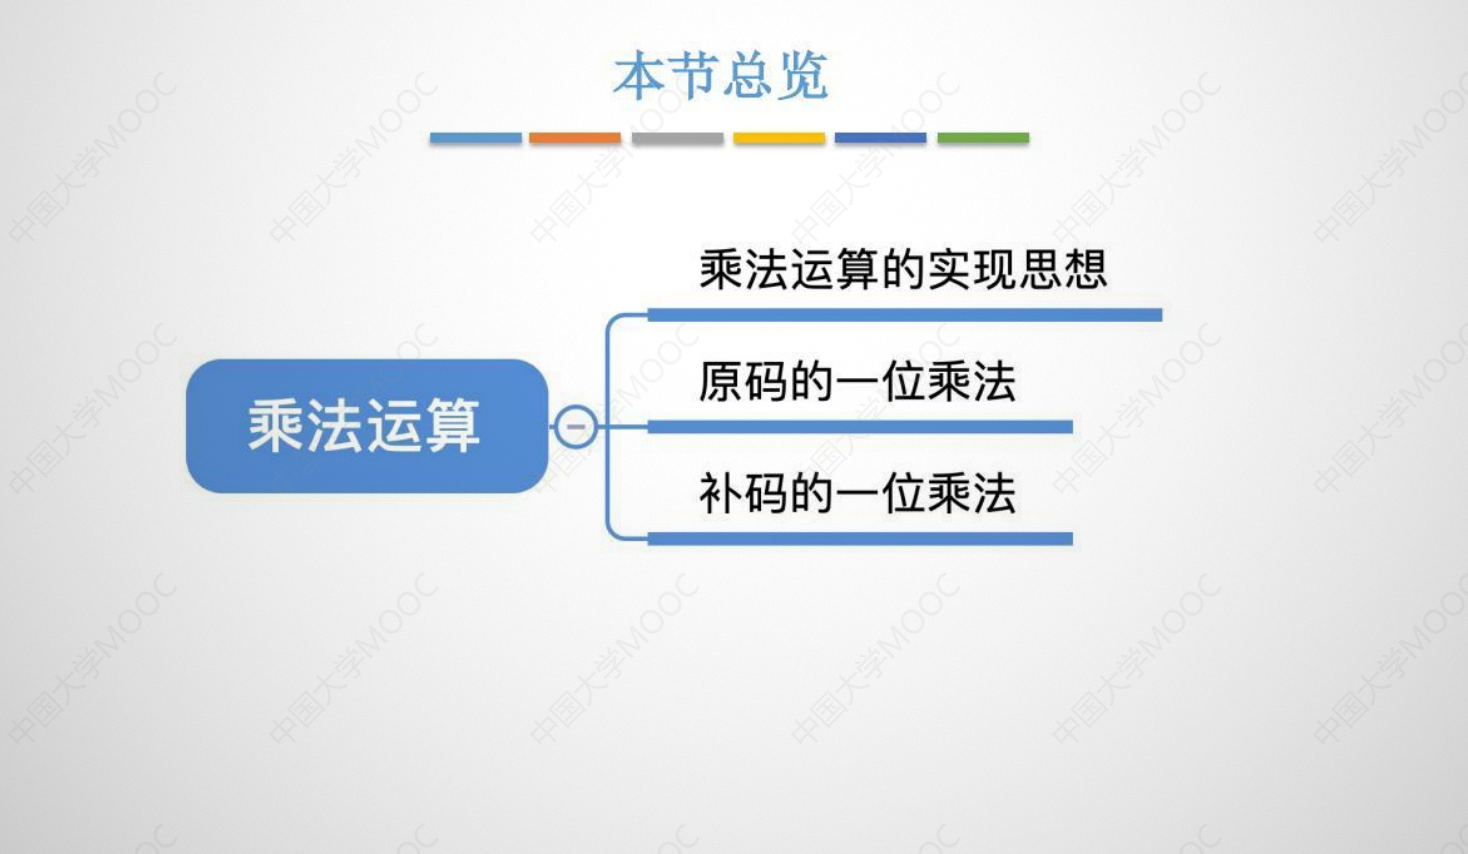 本节总览
乘法运算的实现思想
原码的一位乘法
乘法运算
补码的一位乘法
中国大学MOOC